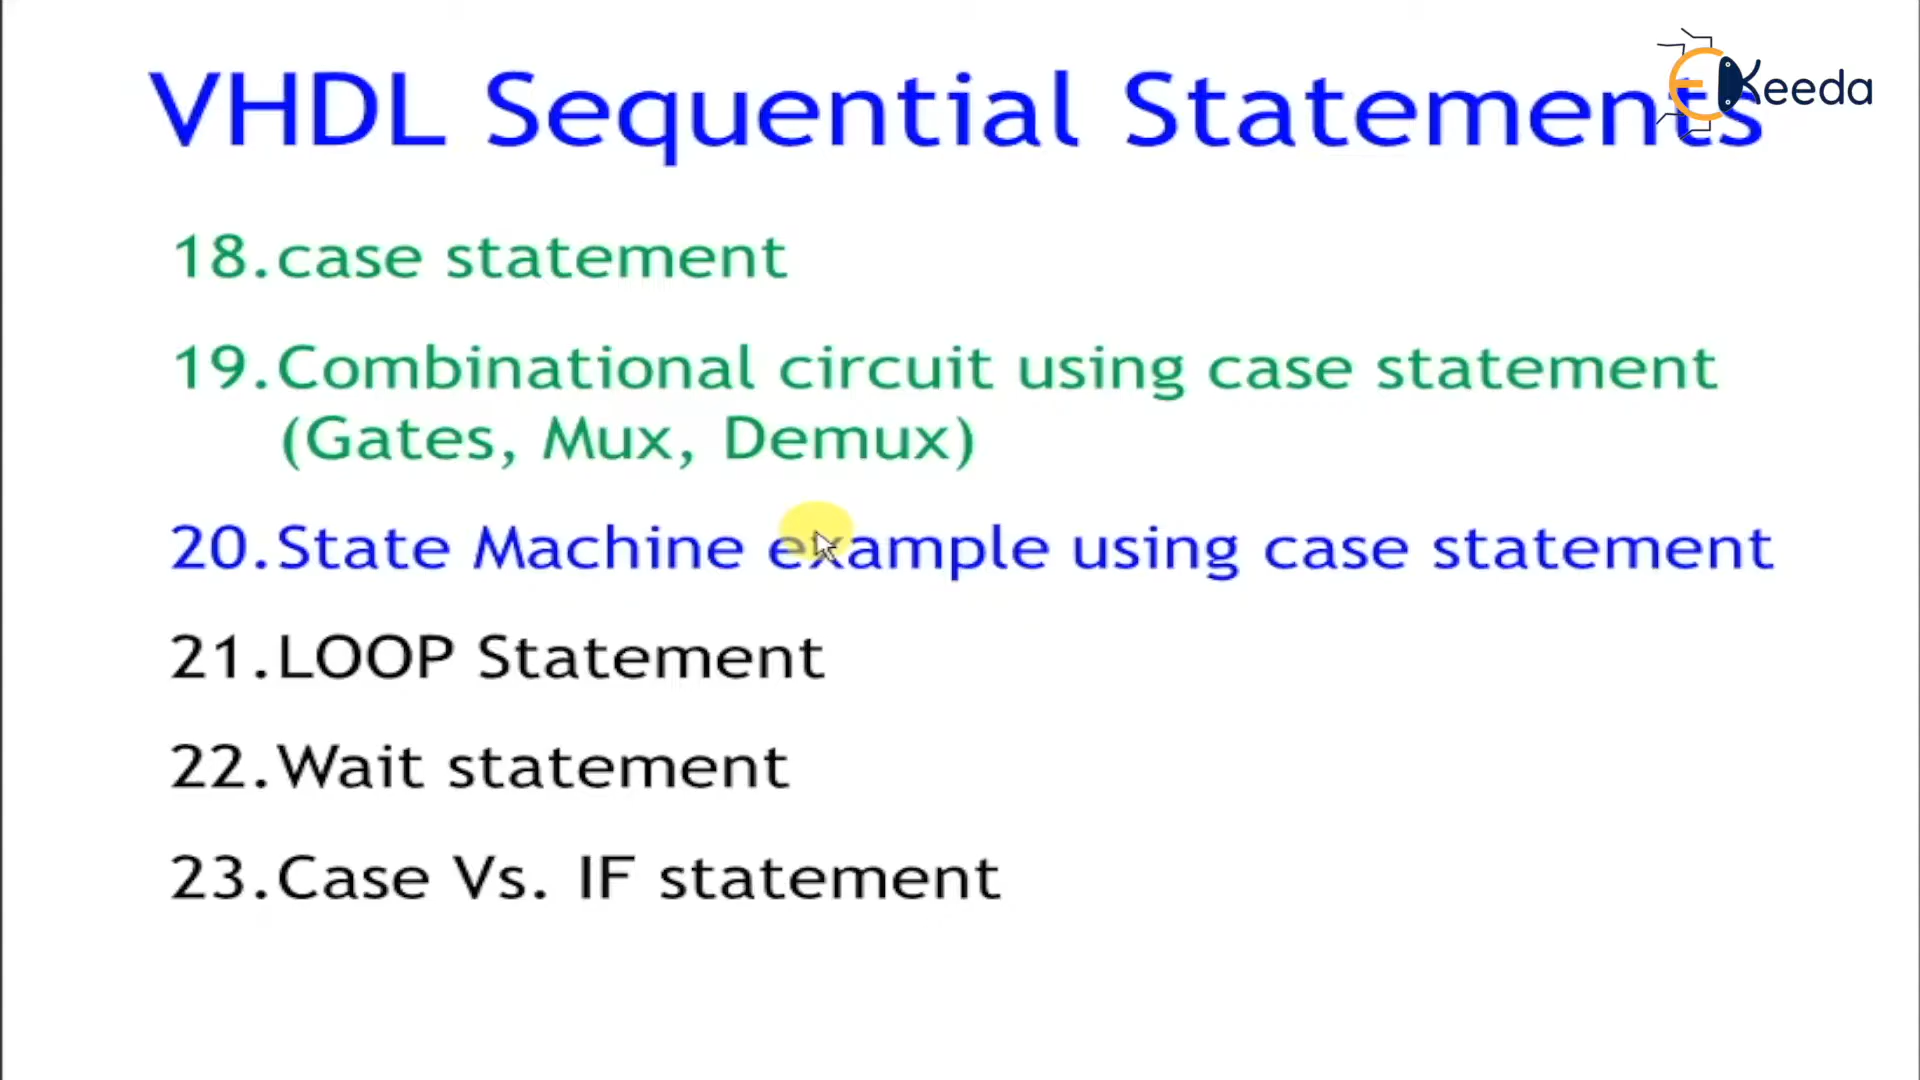 VHDL Sequential Statements
EKeeda
18.case statement
19.Combinational circuit using case statement
(Gates, Mux, Demux)
20.State Machine example using case statement
21.LOOP Statement
22.Wait statement
23.Case Vs. IF statement